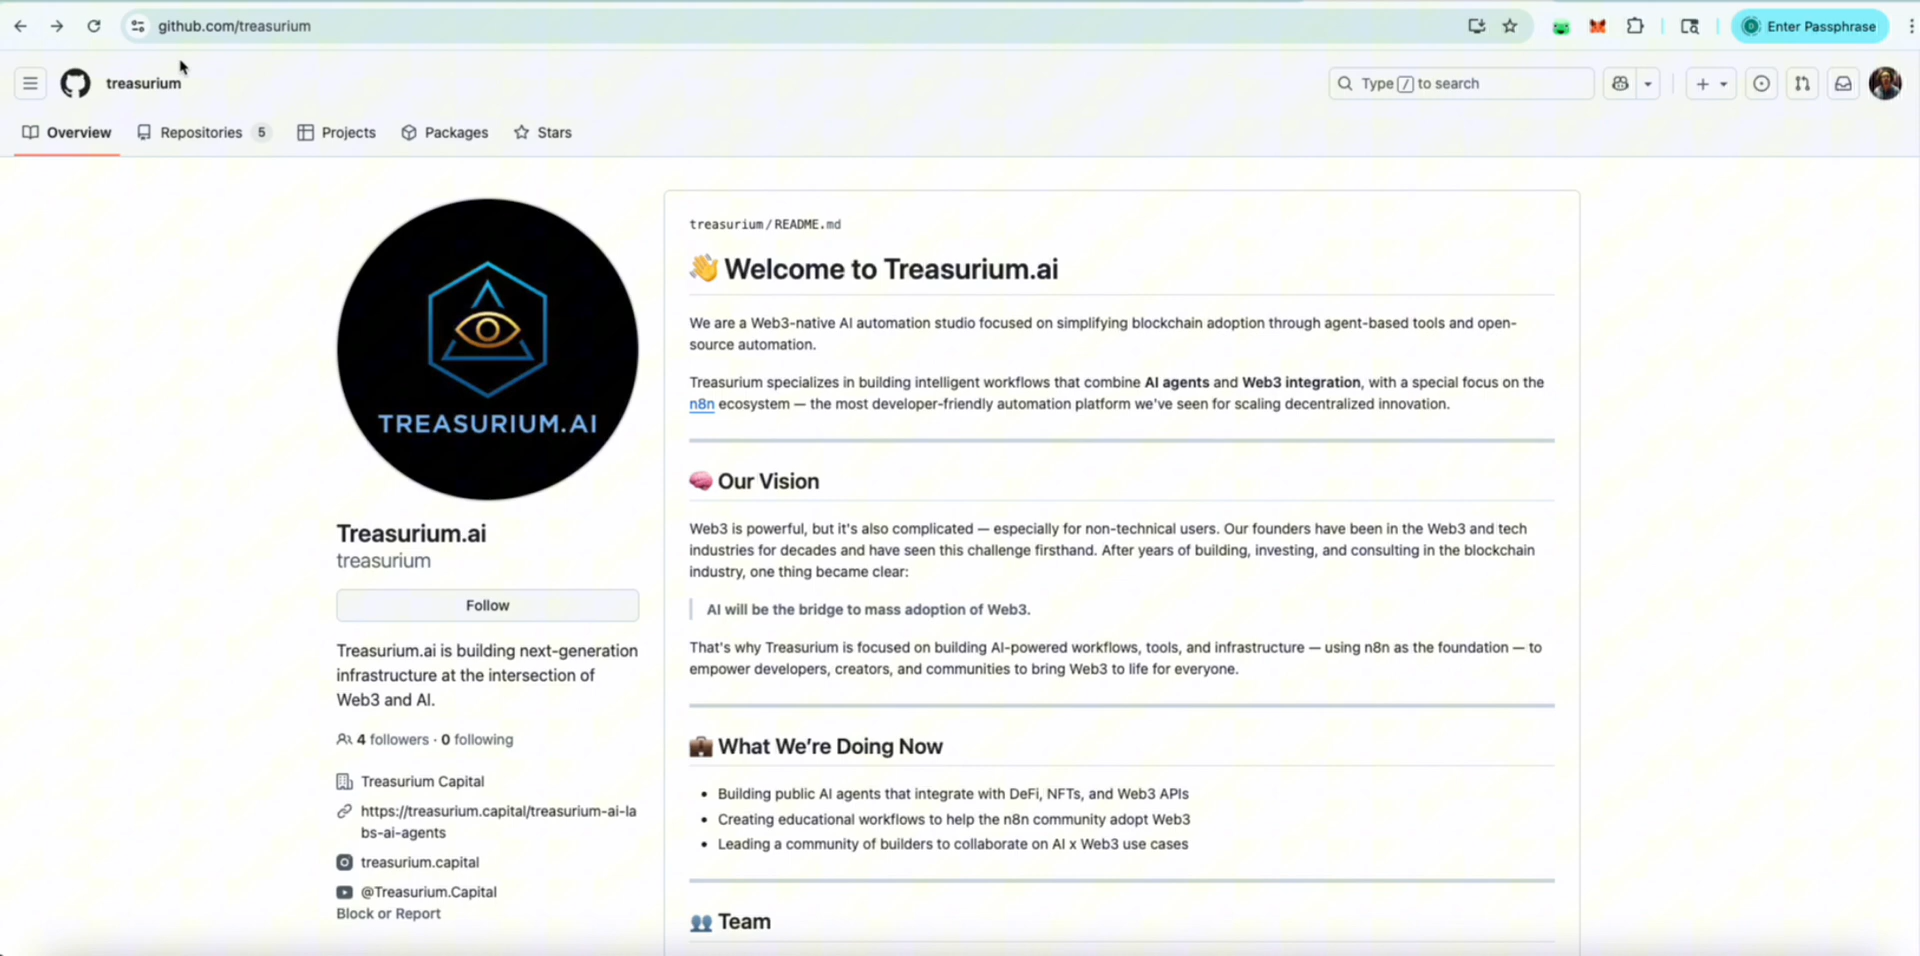 github.com/treasurium
Enter Passphrase
treasurium
Type / to search
Overview
Repositories 5
Projects
Packages
Stars
TREASURIUM.AI
Treasurium.ai
treasurium
Follow
Treasurium.ai is building next-generation
infrastructure at the intersection of
Web3 and AI.
4 followers · 0 following
Treasurium Capital
https://treasurium.capital/treasurium-ai-la
bs-ai-agents
treasurium.capital
@Treasurium.Capital
Block or Report
treasurium/README.md
👋 Welcome to Treasurium.ai
We are a Web3-native AI automation studio focused on simplifying blockchain adoption through agent-based tools and open-
source automation.
Treasurium specializes in building intelligent workflows that combine AI agents and Web3 integration, with a special focus on the
n8n ecosystem — the most developer-friendly automation platform we've seen for scaling decentralized innovation.
🧠 Our Vision
Web3 is powerful, but it's also complicated — especially for non-technical users. Our founders have been in the Web3 and tech
industries for decades and have seen this challenge firsthand. After years of building, investing, and consulting in the blockchain
industry, one thing became clear:
AI will be the bridge to mass adoption of Web3.
That's why Treasurium is focused on building AI-powered workflows, tools, and infrastructure — using n8n as the foundation — to
empower developers, creators, and communities to bring Web3 to life for everyone.
💼 What We're Doing Now
• Building public AI agents that integrate with DeFi, NFTs, and Web3 APIs
• Creating educational workflows to help the n8n community adopt Web3
• Leading a community of builders to collaborate on AI x Web3 use cases
👥 Team